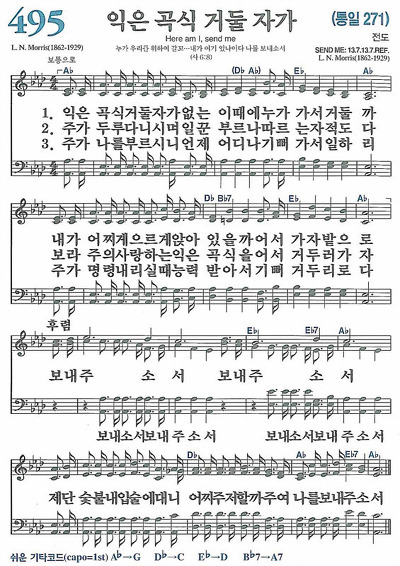 495
익은 곡식 거둘 자가
(통일 271)
Here am I, send me
전도
L. N. Morris(1862-1929)
누가 우리를 위하여 갈꼬…내가 여기 있나이다 나를 보내소서
(사 6:8)
SEND ME: 13.7.13.7.REF.
L. N. Morris(1862-1929)
보통으로
A♭ (D♭ A♭) E♭ A♭
1. 익은 곡식거둘자가없는 이때에누가 가서거둘 까
2. 주가 두루다니시며일꾼 부르나따르 는자적도 다
3. 주가 나를부르시니언제 어디나기뻐 가서일하 리
D♭ B♭7 E♭ A♭
내가 어찌게으르게앉아 있을까어서 가자밭으 로
보라 주의사랑하는익은 곡식을어서 거두러가 자
주가 명령내리실때능력 받아서기뻐 거두리로 다
후렴
E♭ E♭7 A♭
보내주 소 서 보내주 소 서
보내소서보내 주소서 보내소서보내 주소서
D♭ A♭ E♭7 A♭
제단 숯불내입술에대니 어찌주저할까주여 나를보내주소서
쉬운 기타코드(capo=1st) A♭→G D♭→C E♭→D B♭7→A7